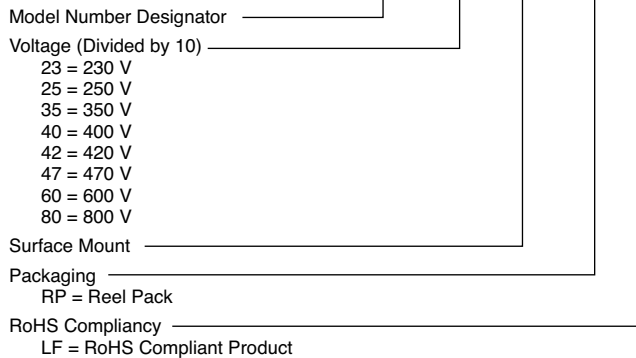 Model Number Designator
Voltage (Divided by 10)
23 = 230 V
25 = 250 V
35 = 350 V
40 = 400 V
42 = 420 V
47 = 470 V
60 = 600 V
80 = 800 V
Surface Mount
Packaging
RP = Reel Pack
RoHS Compliancy
LF = RoHS Compliant Product